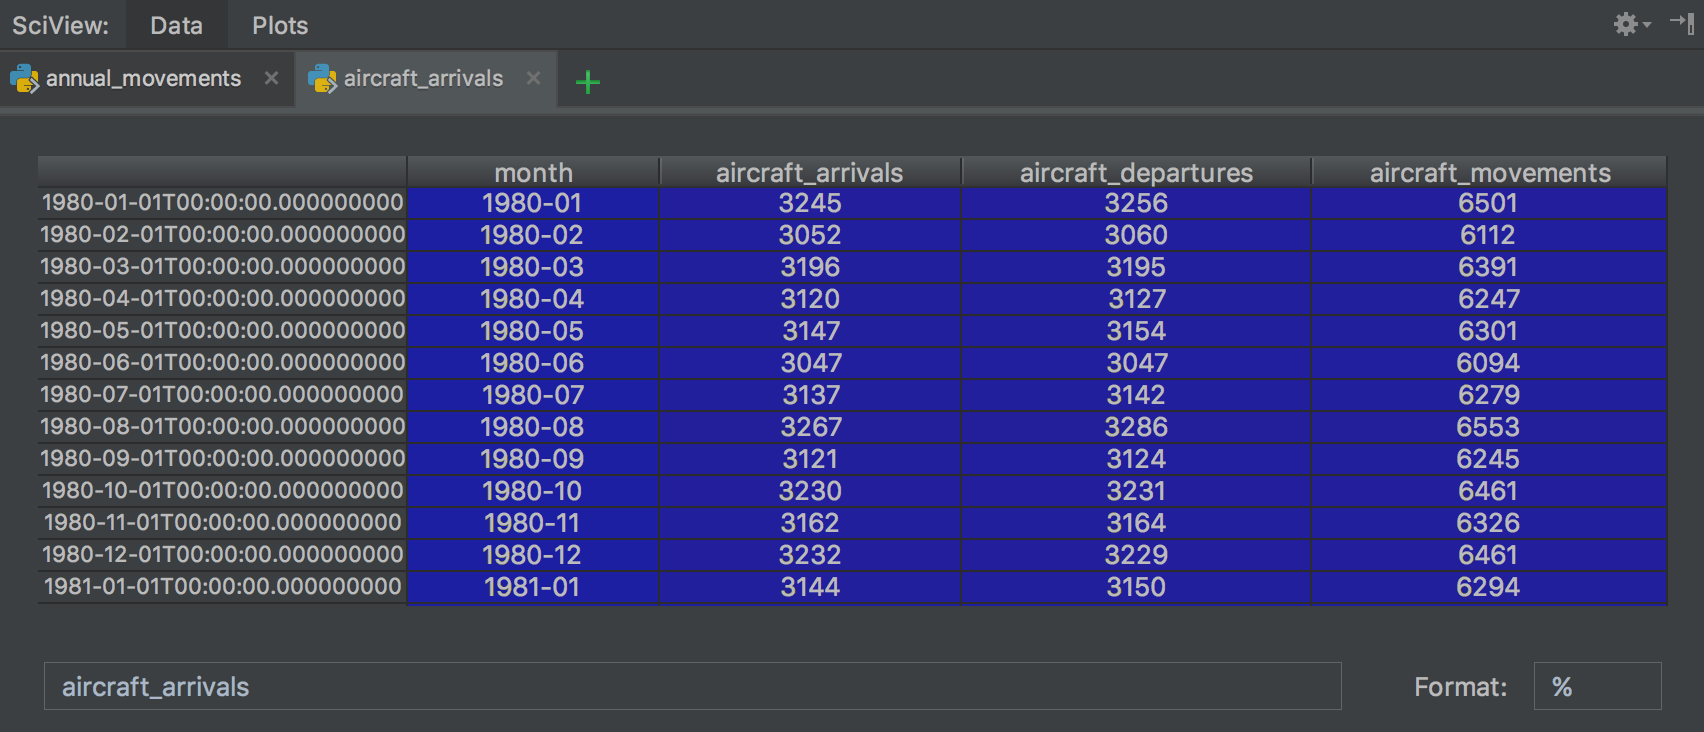 SciView: Data Plots
annual_movements aircraft_arrivals
month aircraft_arrivals aircraft_departures aircraft_movements
1980-01-01T00:00:00.000000000 1980-01 3245 3256 6501
1980-02-01T00:00:00.000000000 1980-02 3052 3060 6112
1980-03-01T00:00:00.000000000 1980-03 3196 3195 6391
1980-04-01T00:00:00.000000000 1980-04 3120 3127 6247
1980-05-01T00:00:00.000000000 1980-05 3147 3154 6301
1980-06-01T00:00:00.000000000 1980-06 3047 3047 6094
1980-07-01T00:00:00.000000000 1980-07 3137 3142 6279
1980-08-01T00:00:00.000000000 1980-08 3267 3286 6553
1980-09-01T00:00:00.000000000 1980-09 3121 3124 6245
1980-10-01T00:00:00.000000000 1980-10 3230 3231 6461
1980-11-01T00:00:00.000000000 1980-11 3162 3164 6326
1980-12-01T00:00:00.000000000 1980-12 3232 3229 6461
1981-01-01T00:00:00.000000000 1981-01 3144 3150 6294
aircraft_arrivals Format: %